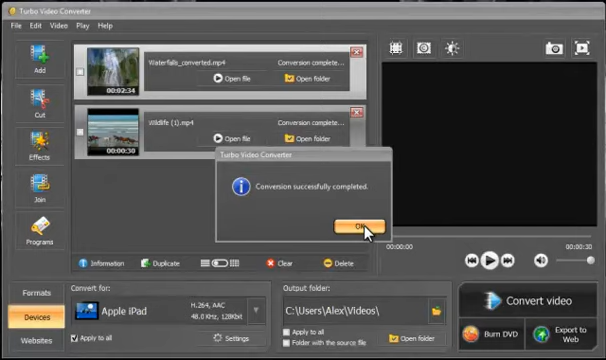 Turbo Video Converter
File Edit Video Play Help
Add
Cut
Effects
Join
Programs
Waterfalls_converted.mp4 Conversion complete...
Open file Open folder
00:02:34
Wildlife (1).mp4 Conversion complete...
Open file Open folder
00:00:30
Turbo Video Converter
Conversion successfully completed.
OK
00:00:00 00:00:30
Information Duplicate Clear Delete
Formats
Devices
Websites
Convert for:
Apple iPad
H.264, AAC
48.0 kHz, 128Kbit
Apply to all
Settings
Output folder:
C:\Users\Alex\Videos\
Apply to all
Folder with the source file
Open folder
Convert video
Burn DVD
Export to
Web